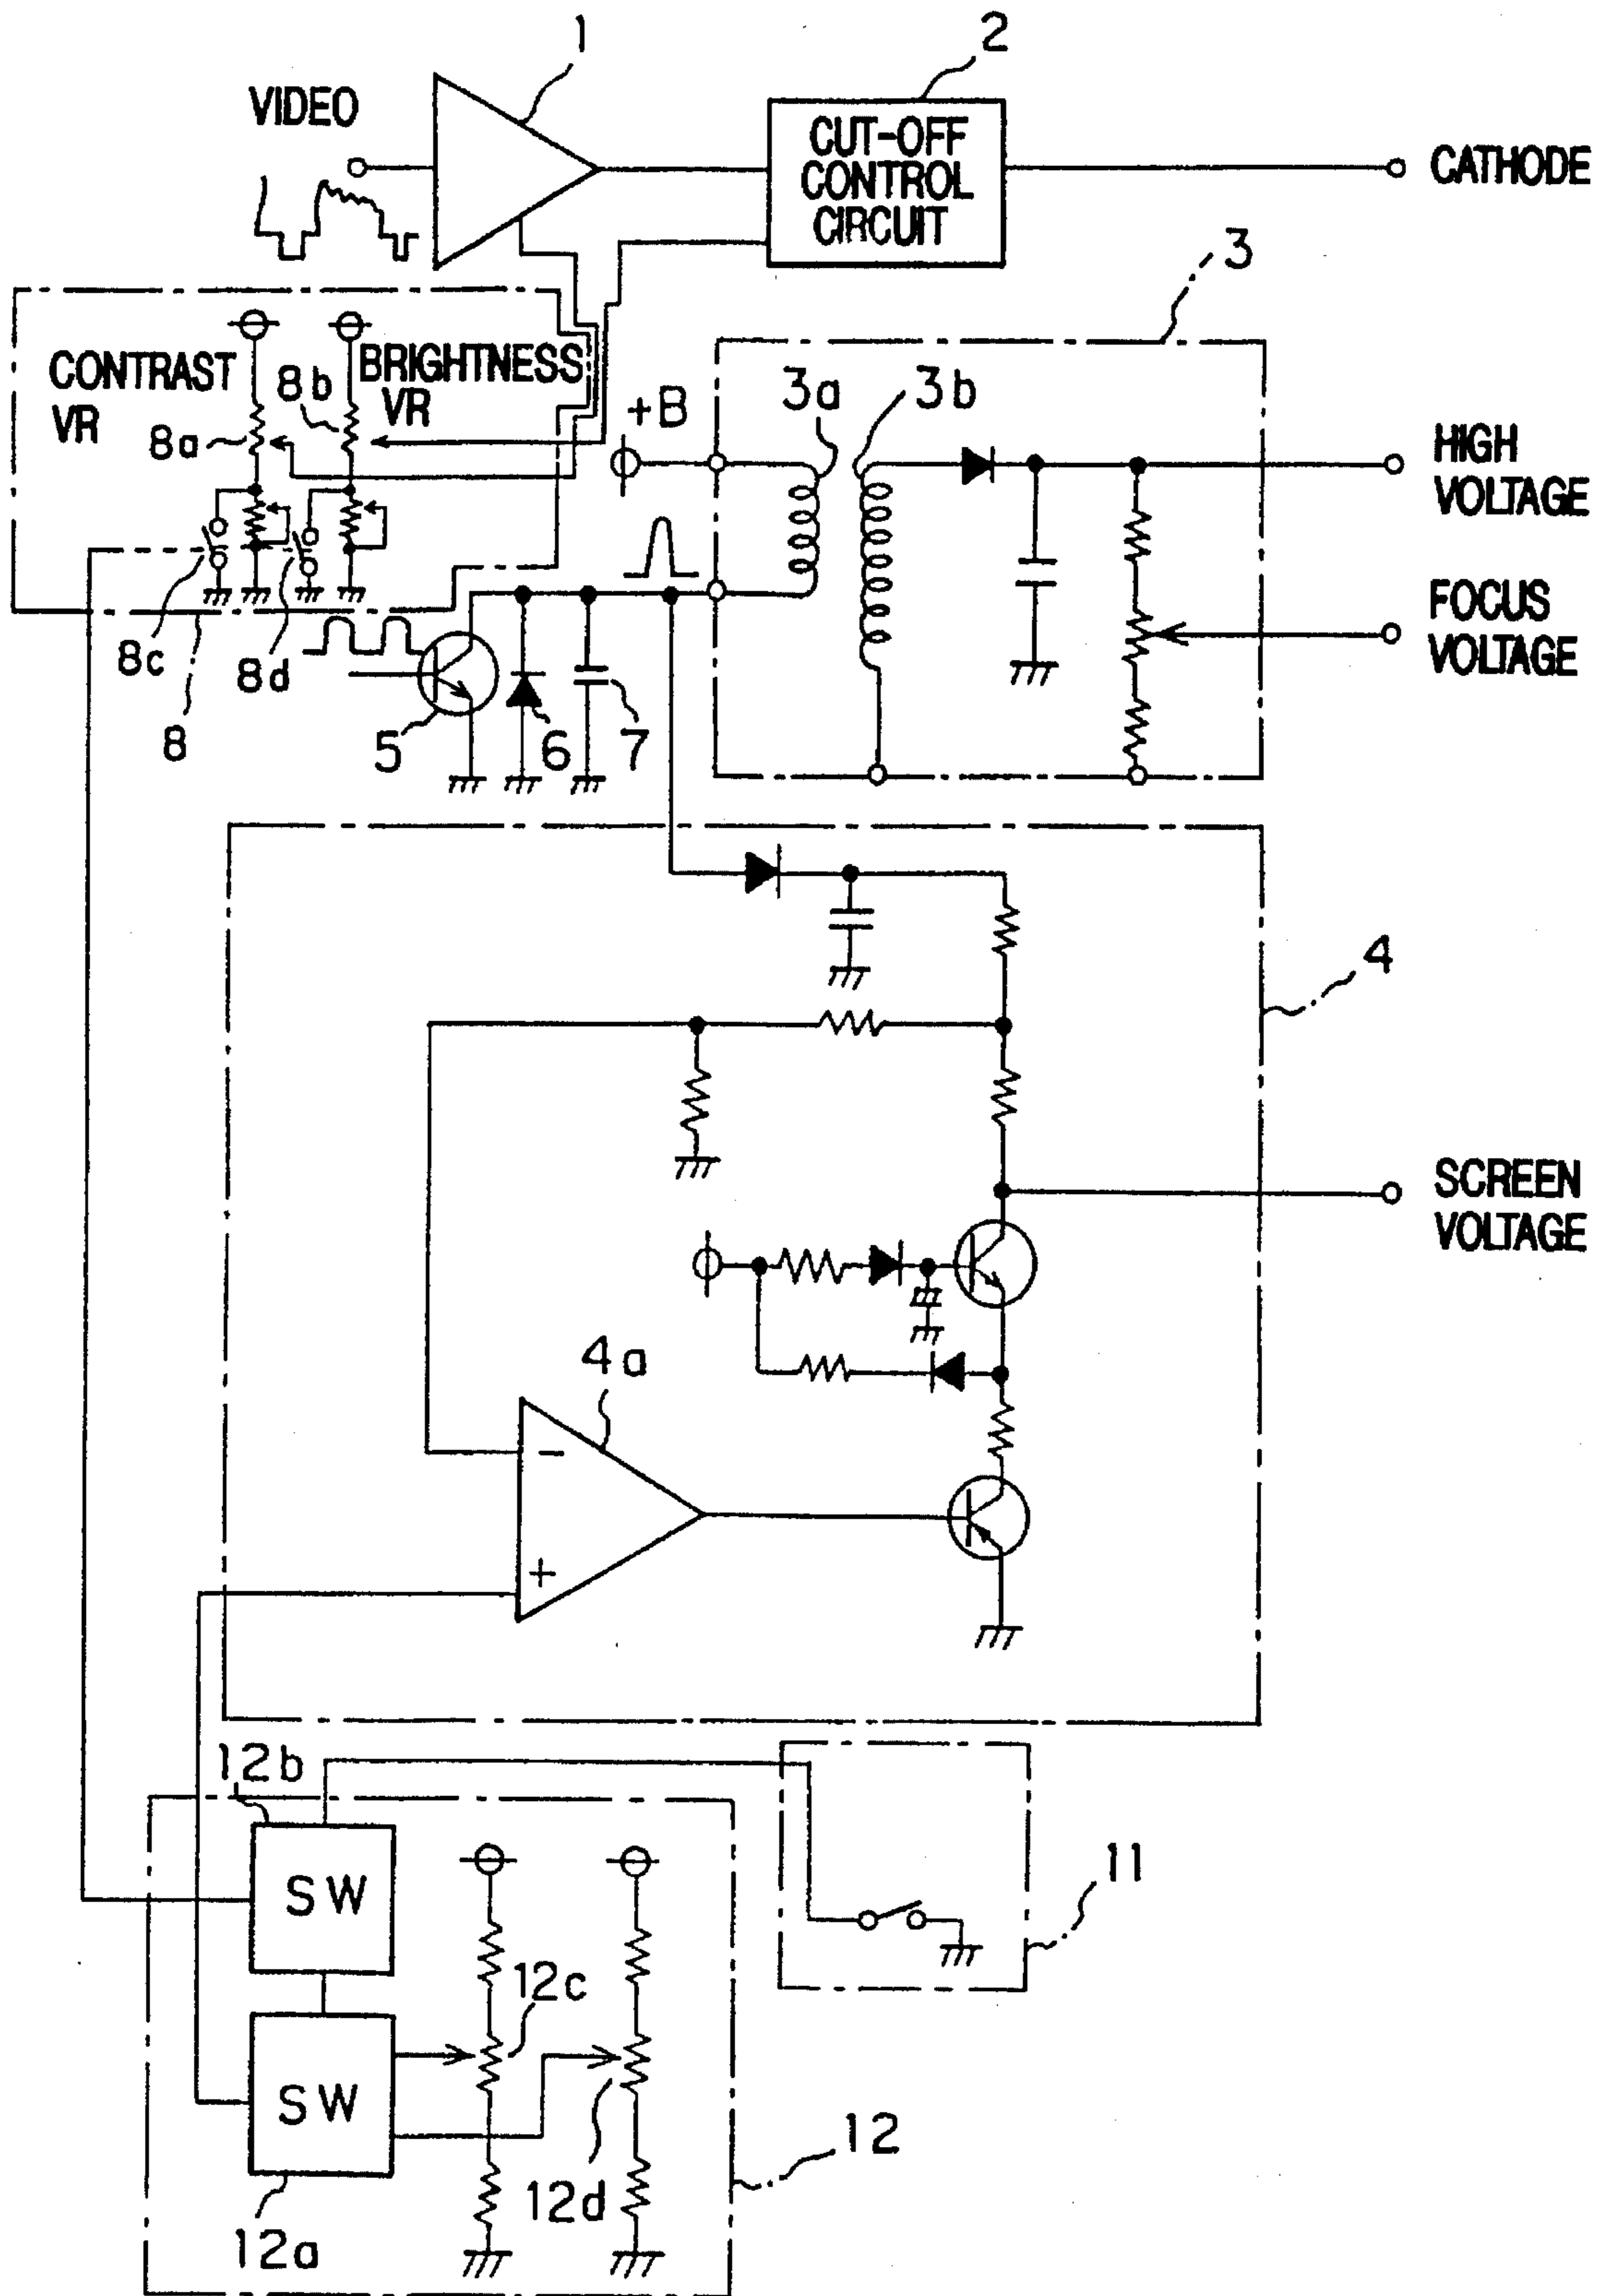 1
2
VIDEO
CUT-OFF
CONTROL
CIRCUIT
CATHODE
3
CONTRAST
VR
8b
BRIGHTNESS
VR
8a
+B
3a
3b
HIGH
VOLTAGE
FOCUS
VOLTAGE
8c
8d
8
5
6
7
4
SCREEN
VOLTAGE
4a
−
+
12b
SW
11
12c
SW
12d
12
12a